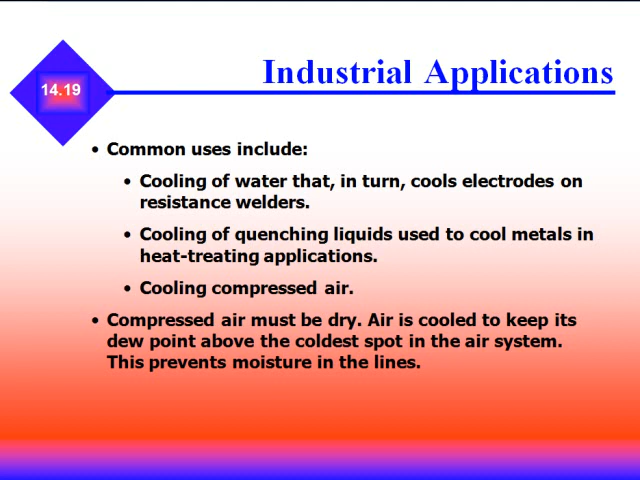 Industrial Applications
14.19
• Common uses include:
• Cooling of water that, in turn, cools electrodes on
resistance welders.
• Cooling of quenching liquids used to cool metals in
heat-treating applications.
• Cooling compressed air.
• Compressed air must be dry. Air is cooled to keep its
dew point above the coldest spot in the air system.
This prevents moisture in the lines.